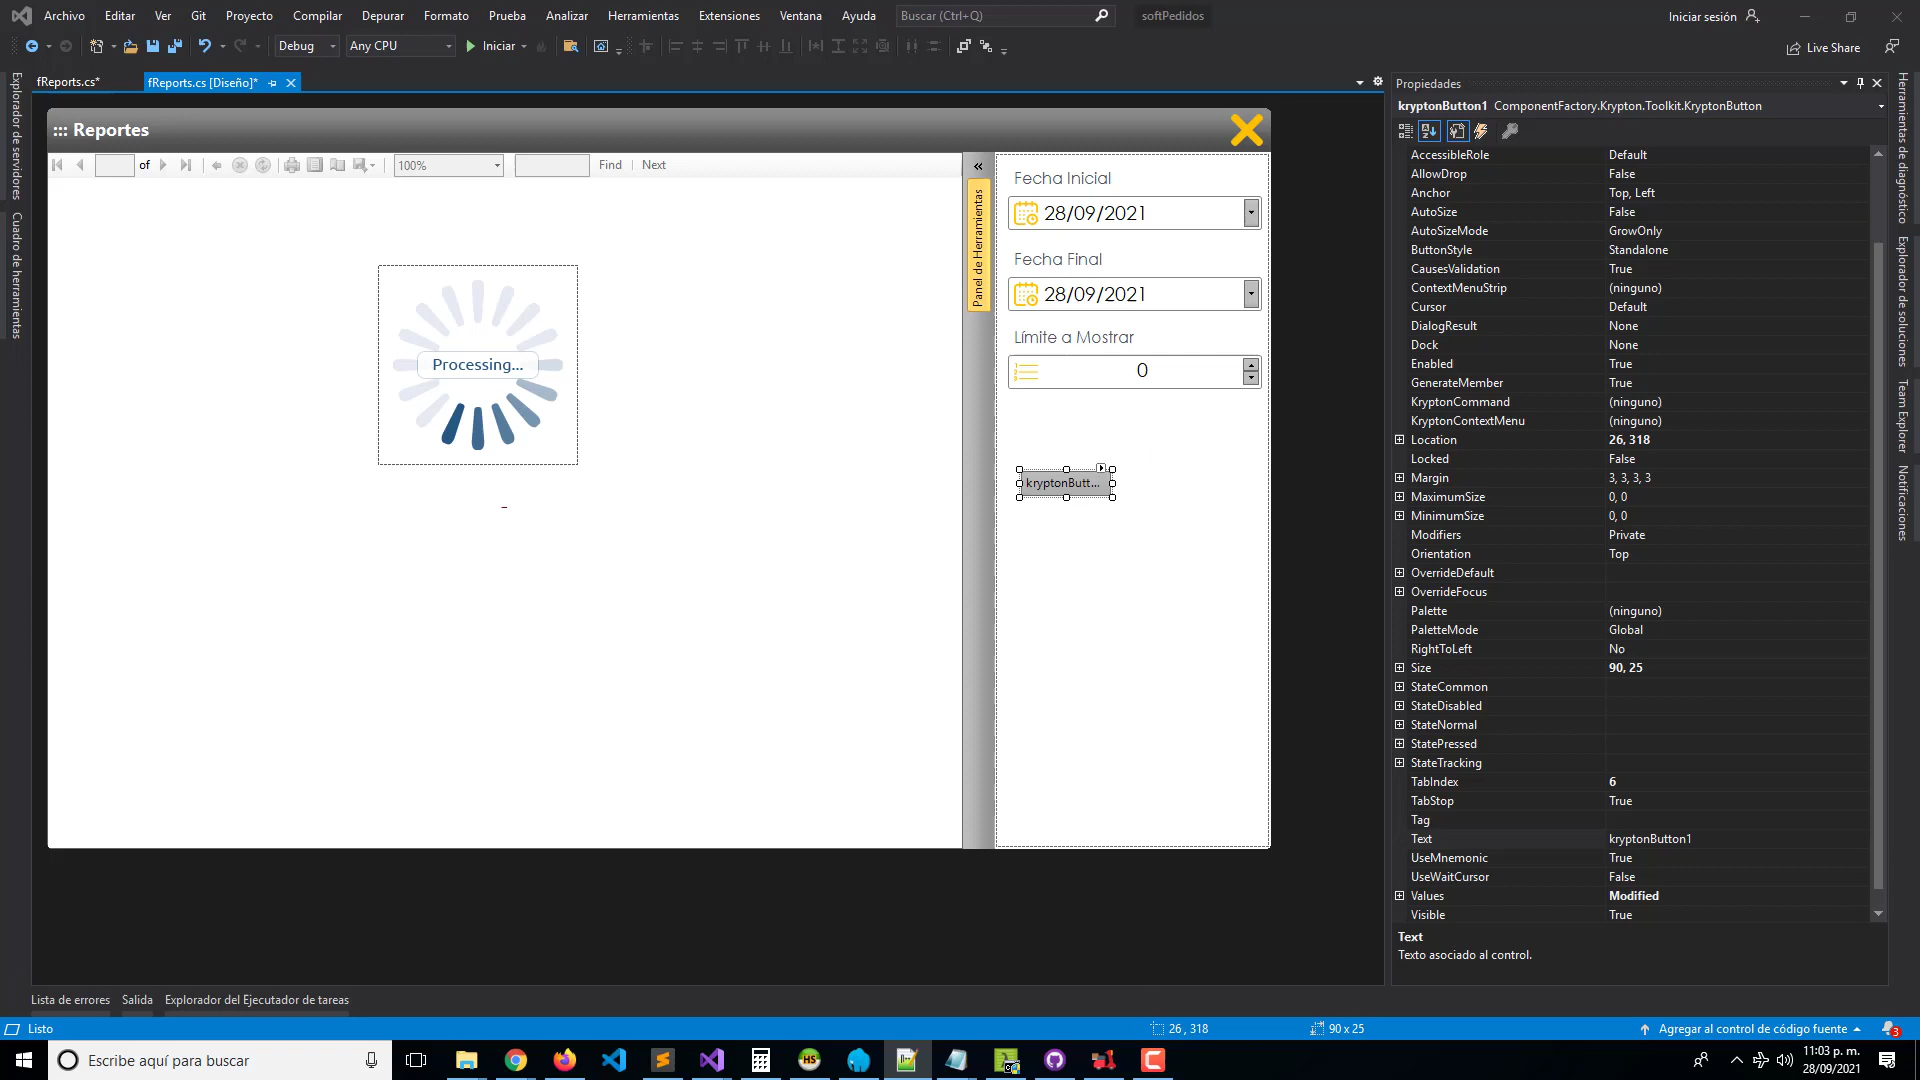 Archivo Editar Ver Git Proyecto Compilar Depurar Formato Prueba Analizar Herramientas Extensiones Ventana Ayuda Buscar (Ctrl+Q) softPedidos Iniciar sesión
Debug Any CPU Iniciar Live Share
Explorador de servidores
Cuadro de herramientas
fReports.cs*
fReports.cs [Diseño]*
::: Reportes
of 100% Find | Next
Processing...
Panel de Herramientas
Fecha Inicial
28/09/2021
Fecha Final
28/09/2021
Límite a Mostrar
0
kryptonButt...
Propiedades
kryptonButton1 ComponentFactory.Krypton.Toolkit.KryptonButton
AccessibleRole Default
AllowDrop False
Anchor Top, Left
AutoSize False
AutoSizeMode GrowOnly
ButtonStyle Standalone
CausesValidation True
ContextMenuStrip (ninguno)
Cursor Default
DialogResult None
Dock None
Enabled True
GenerateMember True
KryptonCommand (ninguno)
KryptonContextMenu (ninguno)
Location 26, 318
Locked False
Margin 3, 3, 3, 3
MaximumSize 0, 0
MinimumSize 0, 0
Modifiers Private
Orientation Top
OverrideDefault
OverrideFocus
Palette (ninguno)
PaletteMode Global
RightToLeft No
Size 90, 25
StateCommon
StateDisabled
StateNormal
StatePressed
StateTracking
TabIndex 6
TabStop True
Tag
Text kryptonButton1
UseMnemonic True
UseWaitCursor False
Values Modified
Visible True
Text
Texto asociado al control.
Herramientas de diagnóstico
Explorador de soluciones
Team Explorer
Notificaciones
Lista de errores Salida Explorador del Ejecutador de tareas
Listo 26 , 318 90 x 25 Agregar al control de código fuente 3
Escribe aquí para buscar
HS
11:03 p. m.
28/09/2021